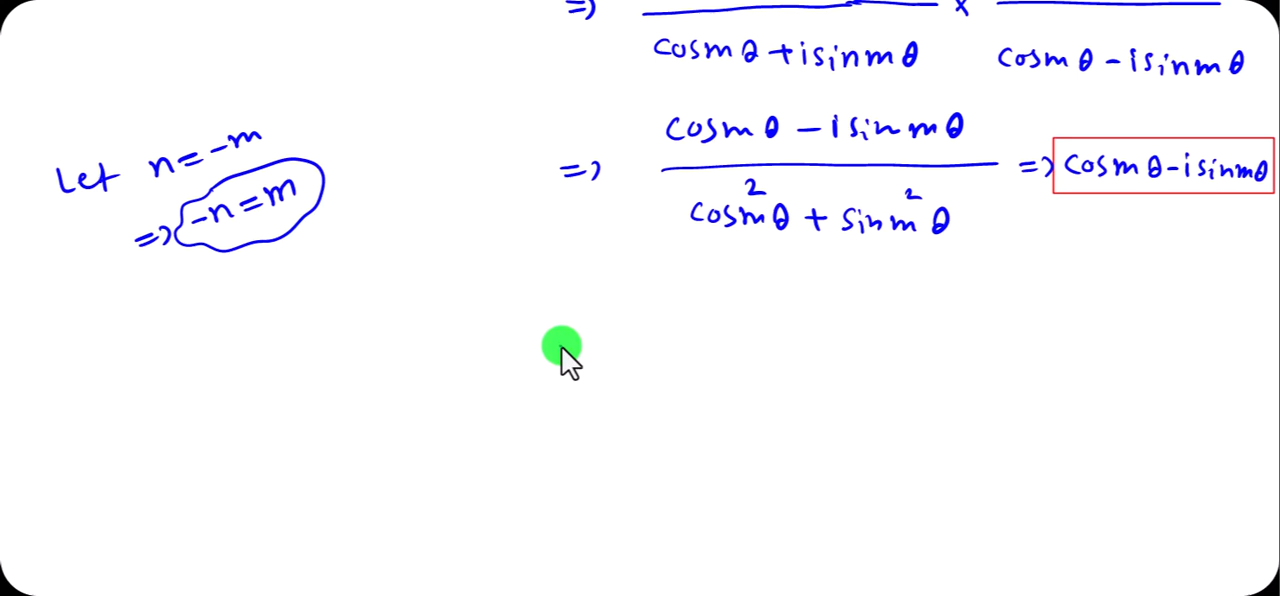 => ×
cosmθ + isinmθ cosmθ - isinmθ
Let n = -m
=> -n = m
=> cosmθ - isinmθ
cos²mθ + sin²mθ => cosmθ - isinmθ